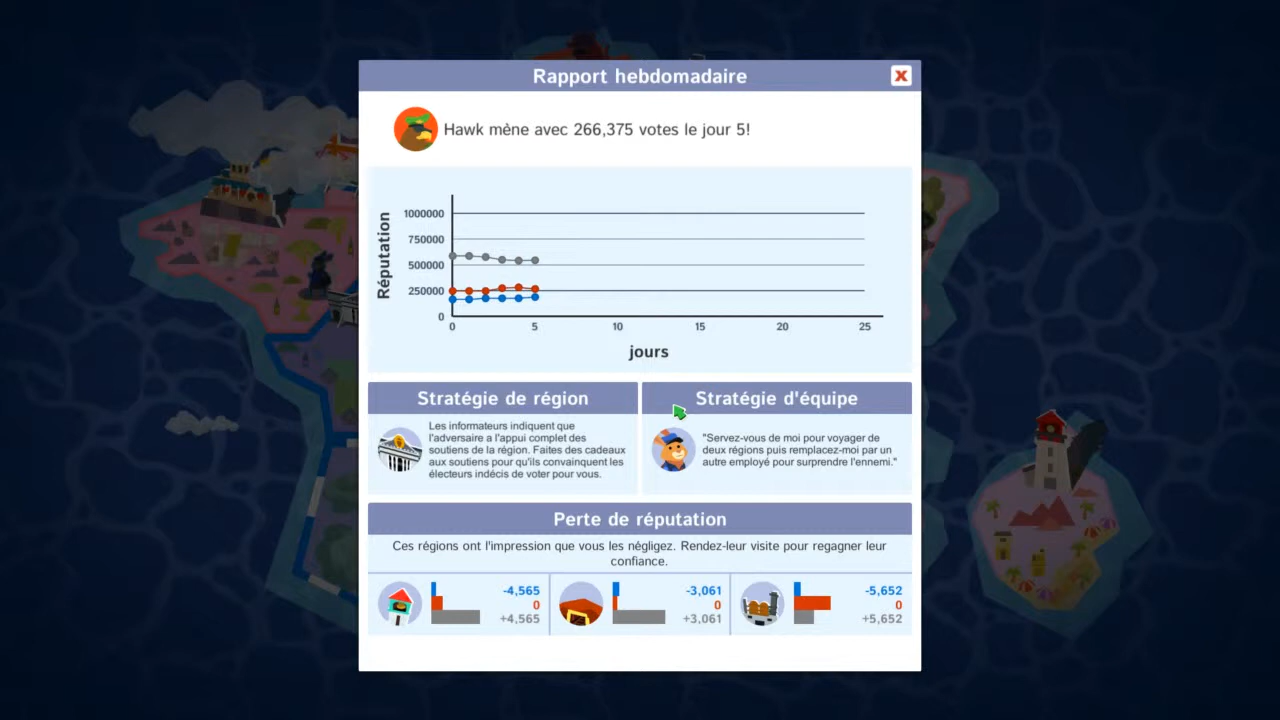 Rapport hebdomadaire
X
Hawk mène avec 266,375 votes le jour 5!
Réputation
1000000
750000
500000
250000
0
0 5 10 15 20 25
jours
Stratégie de région
Les informateurs indiquent que
l'adversaire a l'appui complet des
soutiens de la région. Faites des cadeaux
aux soutiens pour qu'ils convainquent les
électeurs indécis de voter pour vous.
Stratégie d'équipe
"Servez-vous de moi pour voyager de
deux régions puis remplacez-moi par un
autre employé pour surprendre l'ennemi."
Perte de réputation
Ces régions ont l'impression que vous les négligez. Rendez-leur visite pour regagner leur
confiance.
-4,565
0
+4,565
-3,061
0
+3,061
-5,652
0
+5,652